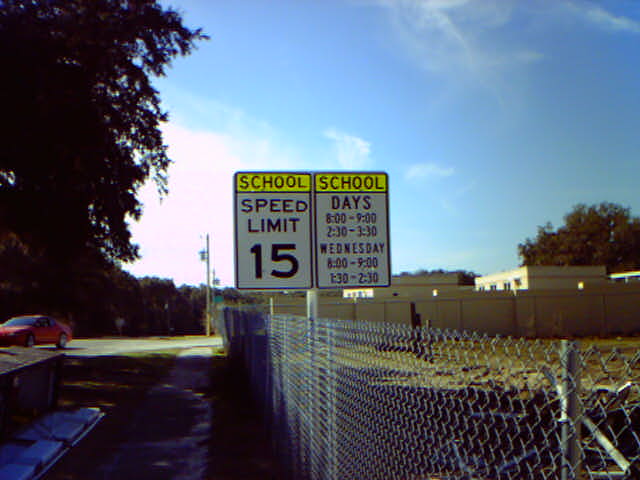 SCHOOL
SPEED
LIMIT
15
SCHOOL
DAYS
8:00-9:00
2:30-3:30
WEDNESDAY
8:00-9:00
1:30-2:30